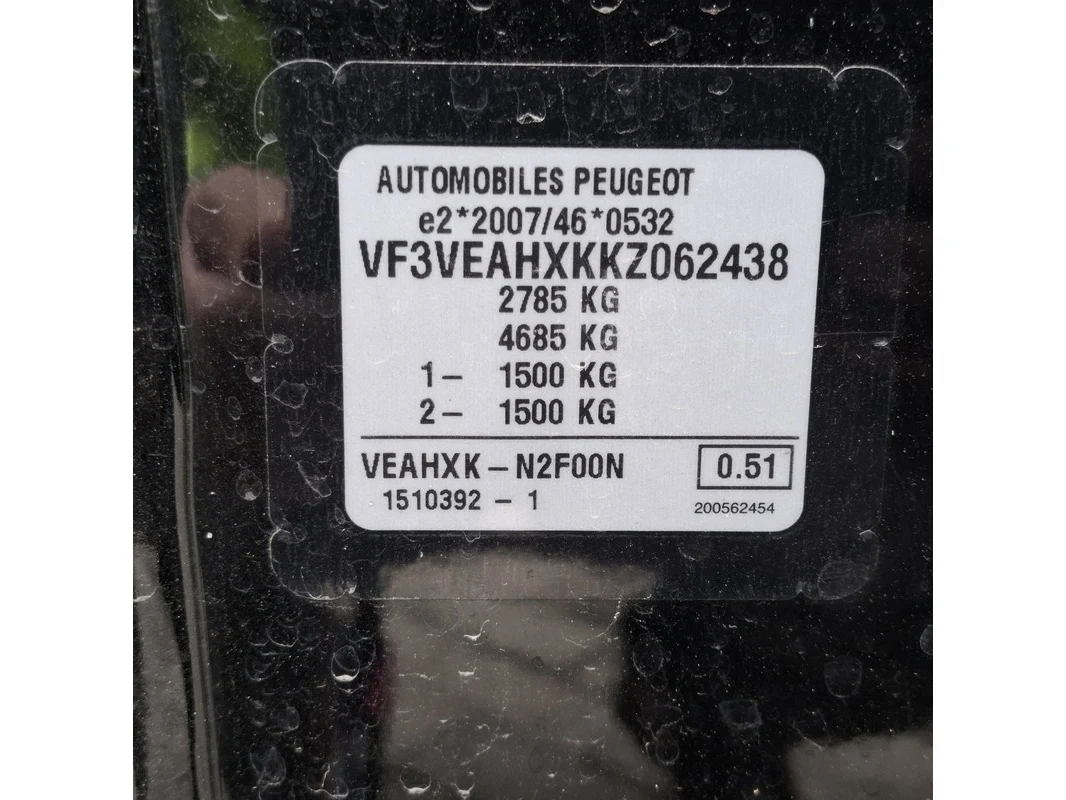 AUTOMOBILES PEUGEOT
e2*2007/46*0532
VF3VEAHXKKZ062438
2785 KG
4685 KG
1- 1500 KG
2- 1500 KG
VEAHXK-N2F00N 0.51
1510392 - 1 200562454